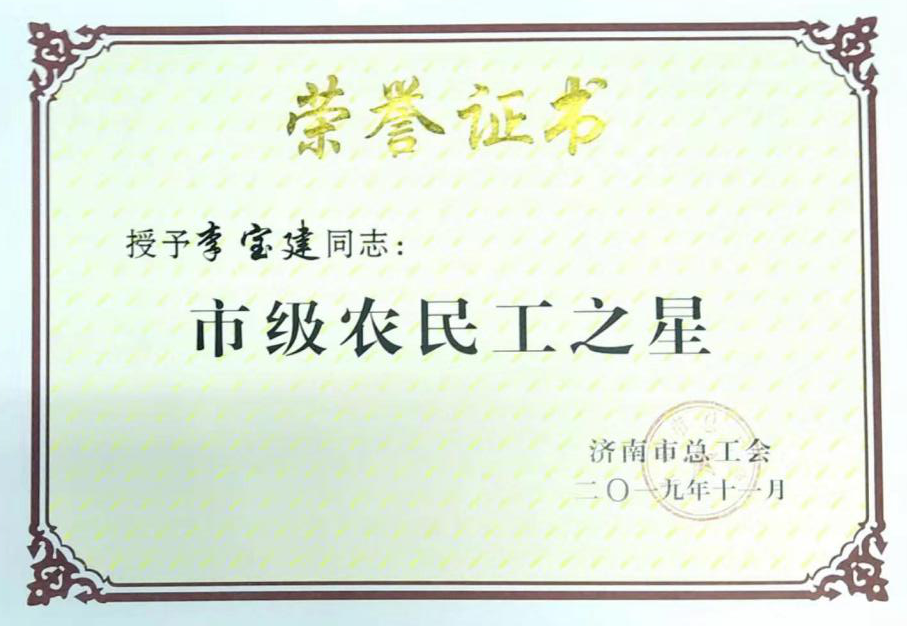 荣誉证书
授予李宝建同志：
市级农民工之星
济南市总工会
二〇一九年十一月